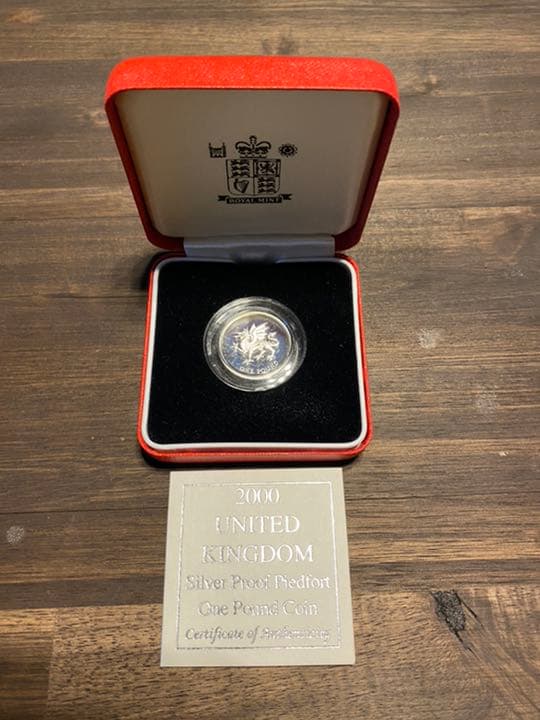 ROYAL MINT
ONE POUND
2000
UNITED
KINGDOM
Silver Proof Piedfort
One Pound Coin
Certificate of Authenticity